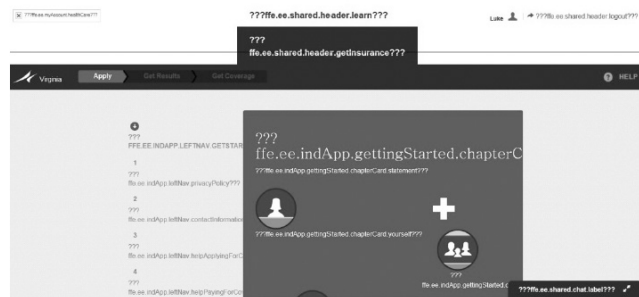 ???ffe.ee.myAccount.healthCare???
???ffe.ee.shared.header.learn???
Luke
???ffe ee shared header logout???
???
ffe.ee.shared.header.getInsurance???
Virginia
Apply
Get Results
Get Coverage
HELP
???
FFE.EE.INDAPP.LEFTNAV.GETSTAR
1
???
ffe.ee.indApp.leftNav.privacyPolicy???
2
???
ffe.ee.indApp.leftNav.contactInformation
3
???
ffe.ee.indApp.leftNav.helpApplyingForC
4
???
ffe.ee.indApp.leftNav.helpPayingForCos
???
ffe.ee.indApp.gettingStarted.chapterC
???ffe.ee.indApp.gettingStarted.chapterCard.statement???
???ffe.ee.indApp.gettingStarted.chapterCard.yourself???
???
ffe.ee.indApp.gettingStarted.chap
???ffe.ee.shared.chat.label???